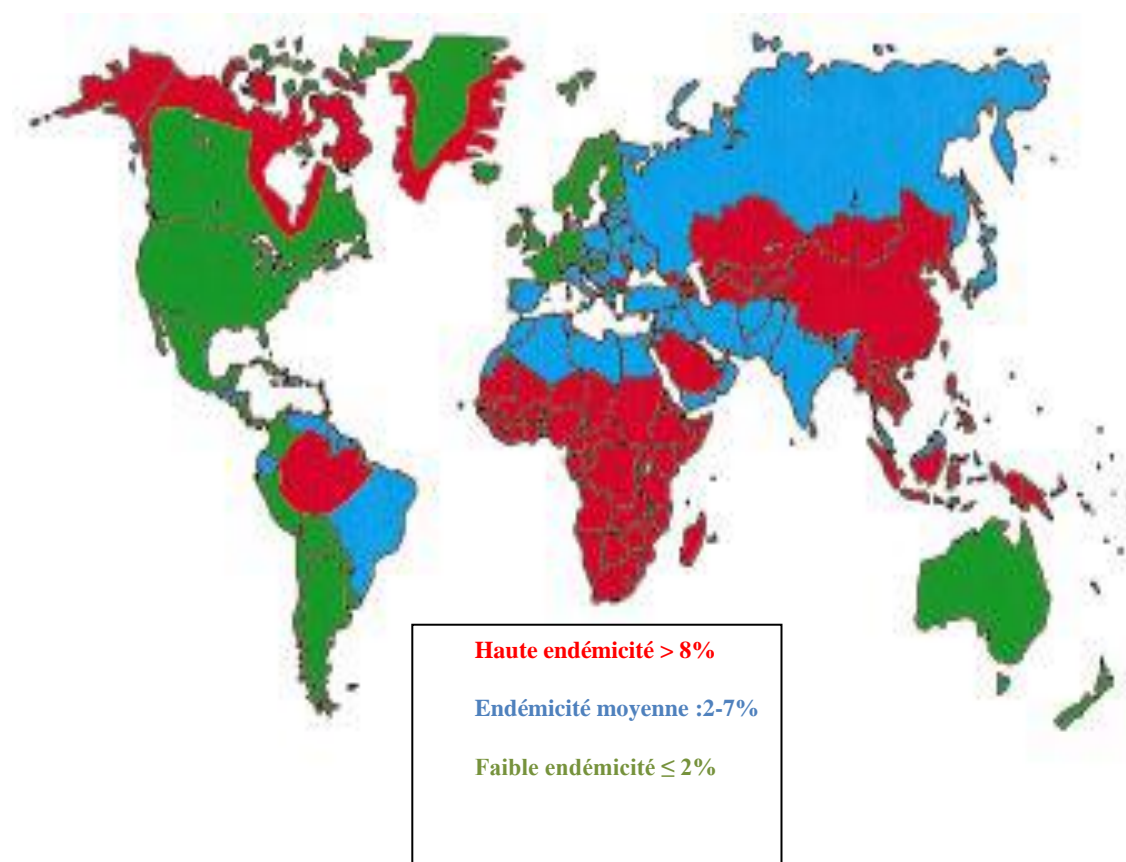 Haute endémicité > 8%
Endémicité moyenne :2-7%
Faible endémicité ≤ 2%